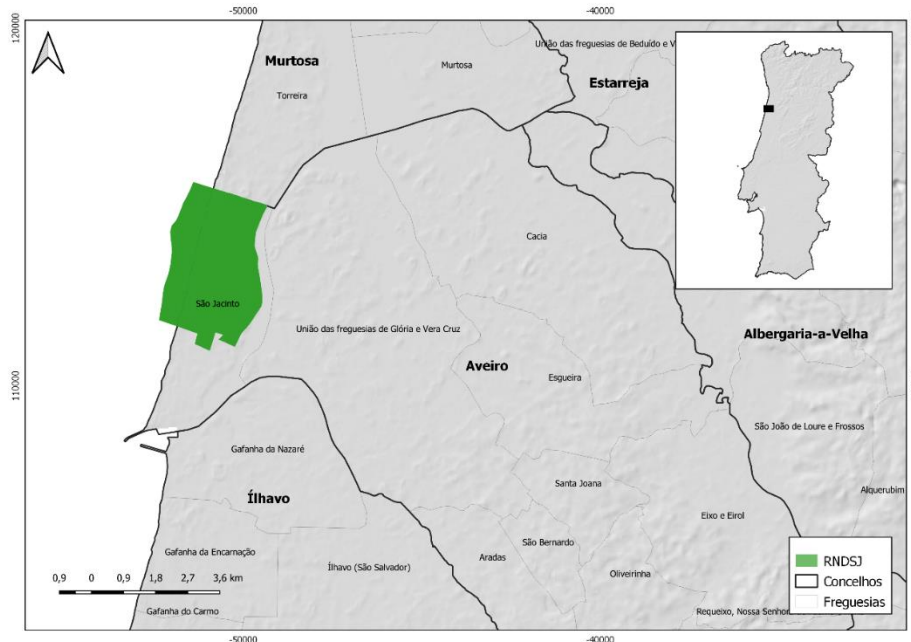 -50000
-40000
120000
União das freguesias de Beduído e V
Murtosa
Murtosa
Estarreja
Torreira
Cacia
São Jacinto
União das freguesias de Glória e Vera Cruz
Albergaria-a-Velha
Aveiro
Esgueira
110000
São João de Loure e Frossos
Gafanha da Nazaré
Santa Joana
Alquerubim
Ílhavo
Eixo e Eirol
São Bernardo
Gafanha da Encarnação
Aradas
RNDSJ
Ílhavo (São Salvador)
Oliveirinha
Concelhos
0,9 0 0,9 1,8 2,7 3,6 km
Freguesias
Gafanha do Carmo
Requeixo, Nossa Senhora
-50000
-40000